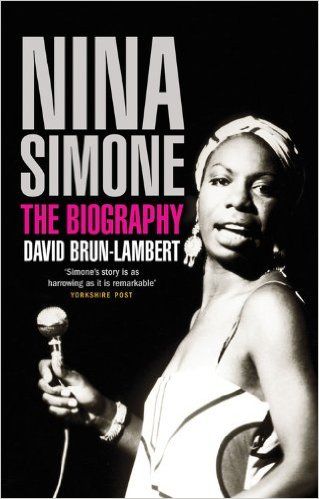 NINA
SIMONE
THE BIOGRAPHY
DAVID BRUN-LAMBERT
‘Simone’s story is as
harrowing as it is remarkable’
YORKSHIRE POST